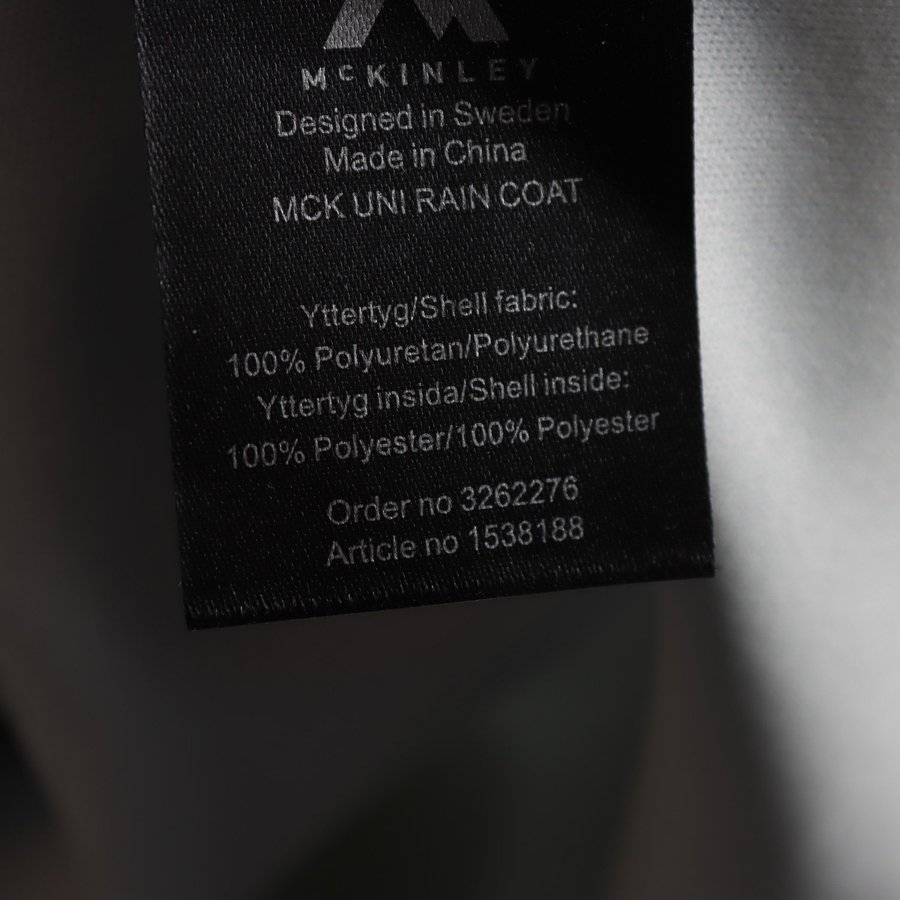 McKINLEY
Designed in Sweden
Made in China
MCK UNI RAIN COAT
Yttertyg/Shell fabric:
100% Polyuretan/Polyurethane
Yttertyg insida/Shell inside:
100% Polyester/100% Polyester
Order no 3262276
Article no 1538188